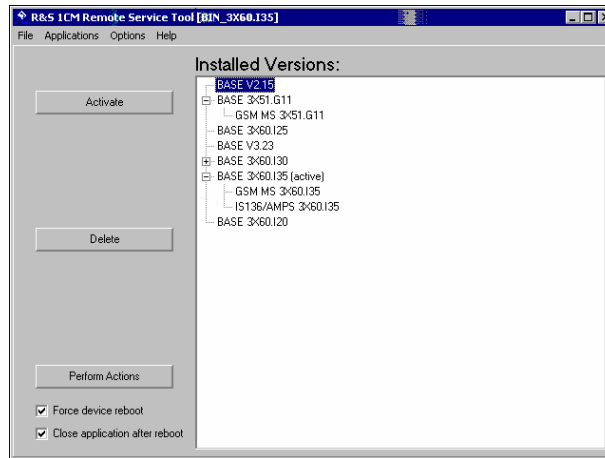 R&S 1CM Remote Service Tool [BIN_3X60.I35]
File Applications Options Help
Installed Versions:
Activate
Delete
Perform Actions
Force device reboot
Close application after reboot
BASE V2.15
BASE 3X51.G11
GSM MS 3X51.G11
BASE 3X60.I25
BASE V3.23
BASE 3X60.I30
BASE 3X60.I35 (active)
GSM MS 3X60.I35
IS136/AMPS 3X60.I35
BASE 3X60.I20